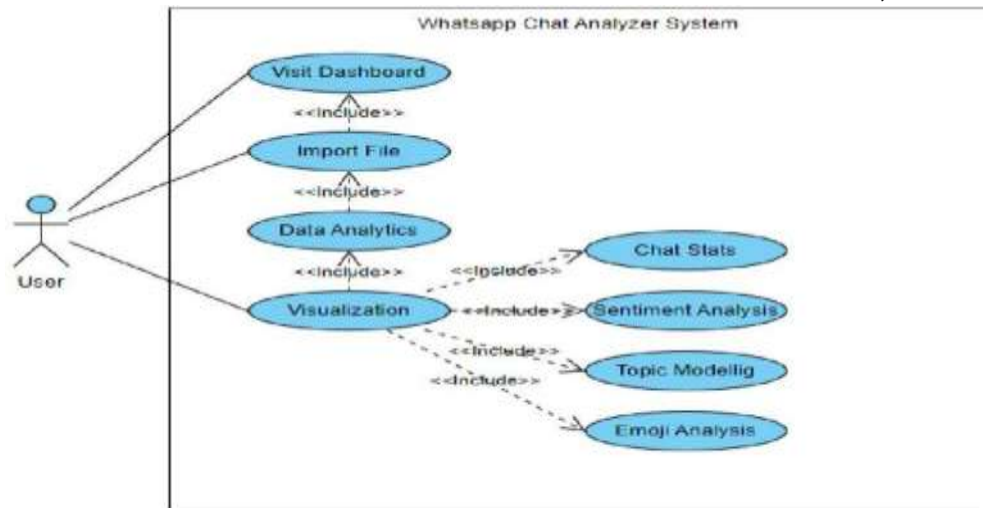 Whatsapp Chat Analyzer System
Visit Dashboard
<<Include>>
Import File
<<Include>>
Data Analytics
<<Include>>
Visualization
User
Chat Stats
<<Include>>
Sentiment Analysis
<<Include>>
Topic Modellig
<<Include>>
Emoji Analysis
<<Include>>